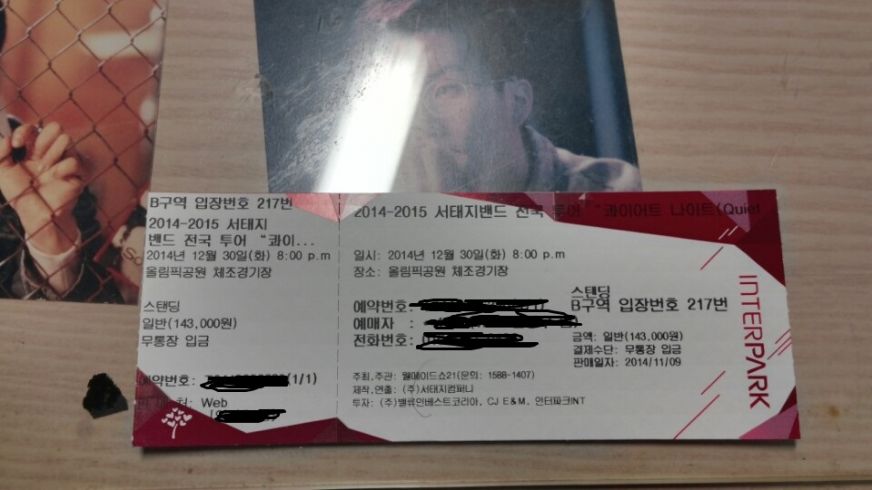 B구역 입장번호 217번
2014-2015 서태지
밴드 전국 투어 "콰이...
2014년 12월 30일(화) 8:00 p.m
올림픽공원 체조경기장
스탠딩
일반(143,000원)
무통장 입금
예약번호: (1/1)
Web
2014-2015 서태지밴드 전국 투어 "콰이어트 나이트(Quiet
일시: 2014년 12월 30일(화) 8:00 p.m
장소: 올림픽공원 체조경기장
예약번호:
예매자 :
전화번호:
스탠딩
B구역 입장번호 217번
금액: 일반(143,000원)
결제수단: 무통장 입금
판매일자: 2014/11/09
주최,주관: 웰메이드쇼21(문의: 1588-1407)
제작.연출: (주)서태지컴퍼니
투자: (주)밸류인베스트코리아, CJ E&M, 인터파크INT
INTERPARK